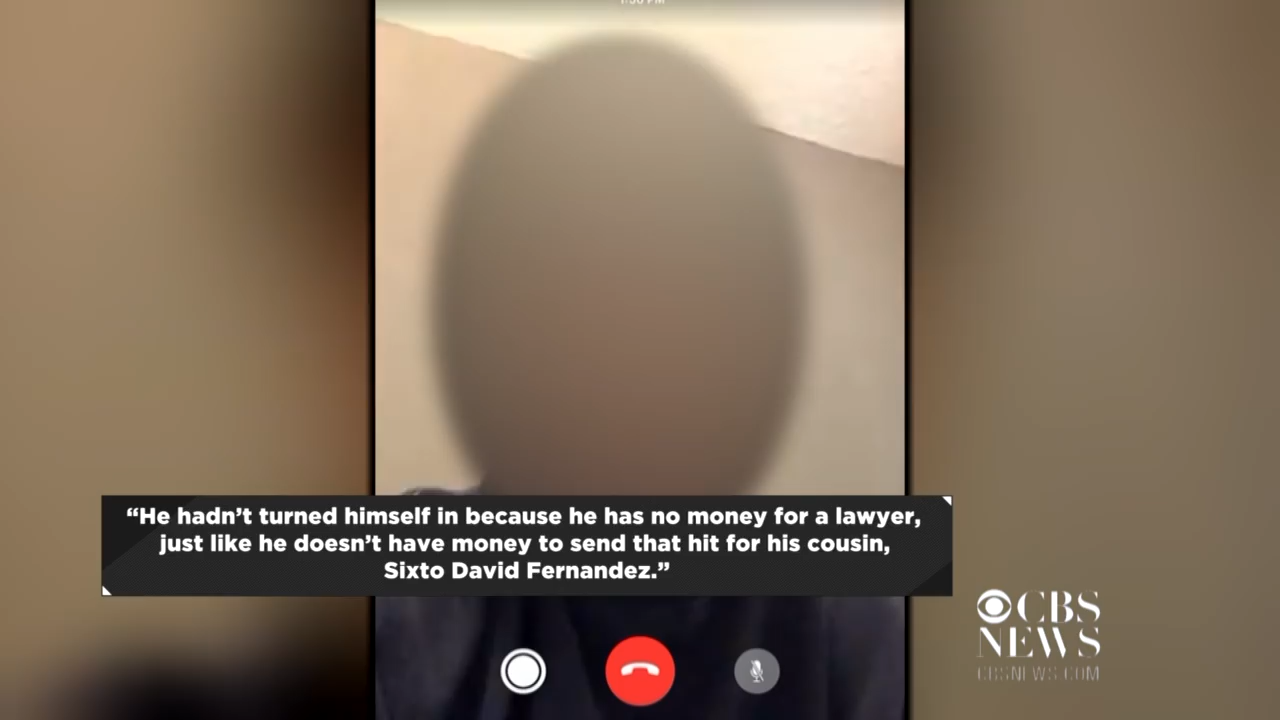 “He hadn’t turned himself in because he has no money for a lawyer,
just like he doesn’t have money to send that hit for his cousin,
Sixto David Fernandez.”
CBS
NEWS
CBSNEWS.COM